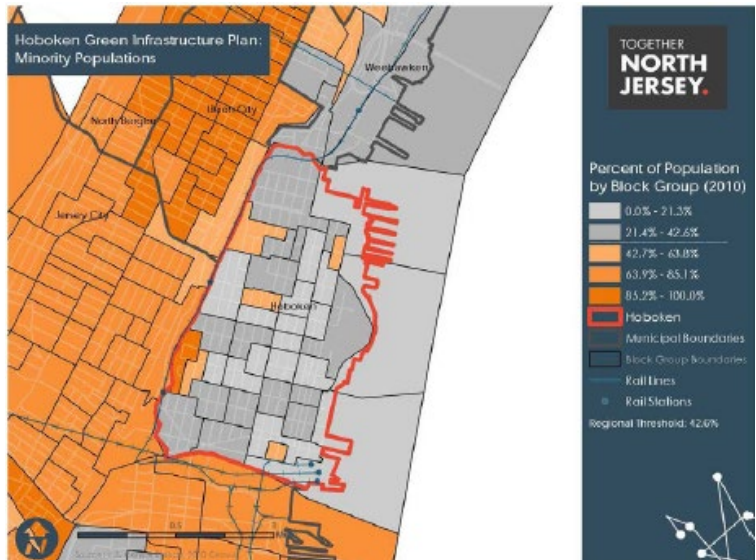 Hoboken Green Infrastructure Plan:
Minority Populations
Weehawken
Union City
North Bergen
Jersey City
Hoboken
0.5
TOGETHER
NORTH
JERSEY.
Percent of Population
by Block Group (2010)
0.0% - 21.3%
21.4% - 42.6%
42.7% - 63.8%
63.9% - 85.1%
85.2% - 100.0%
Hoboken
Municipal Boundaries
Block Group Boundaries
Rail Lines
Rail Stations
Regional Threshold: 42.6%